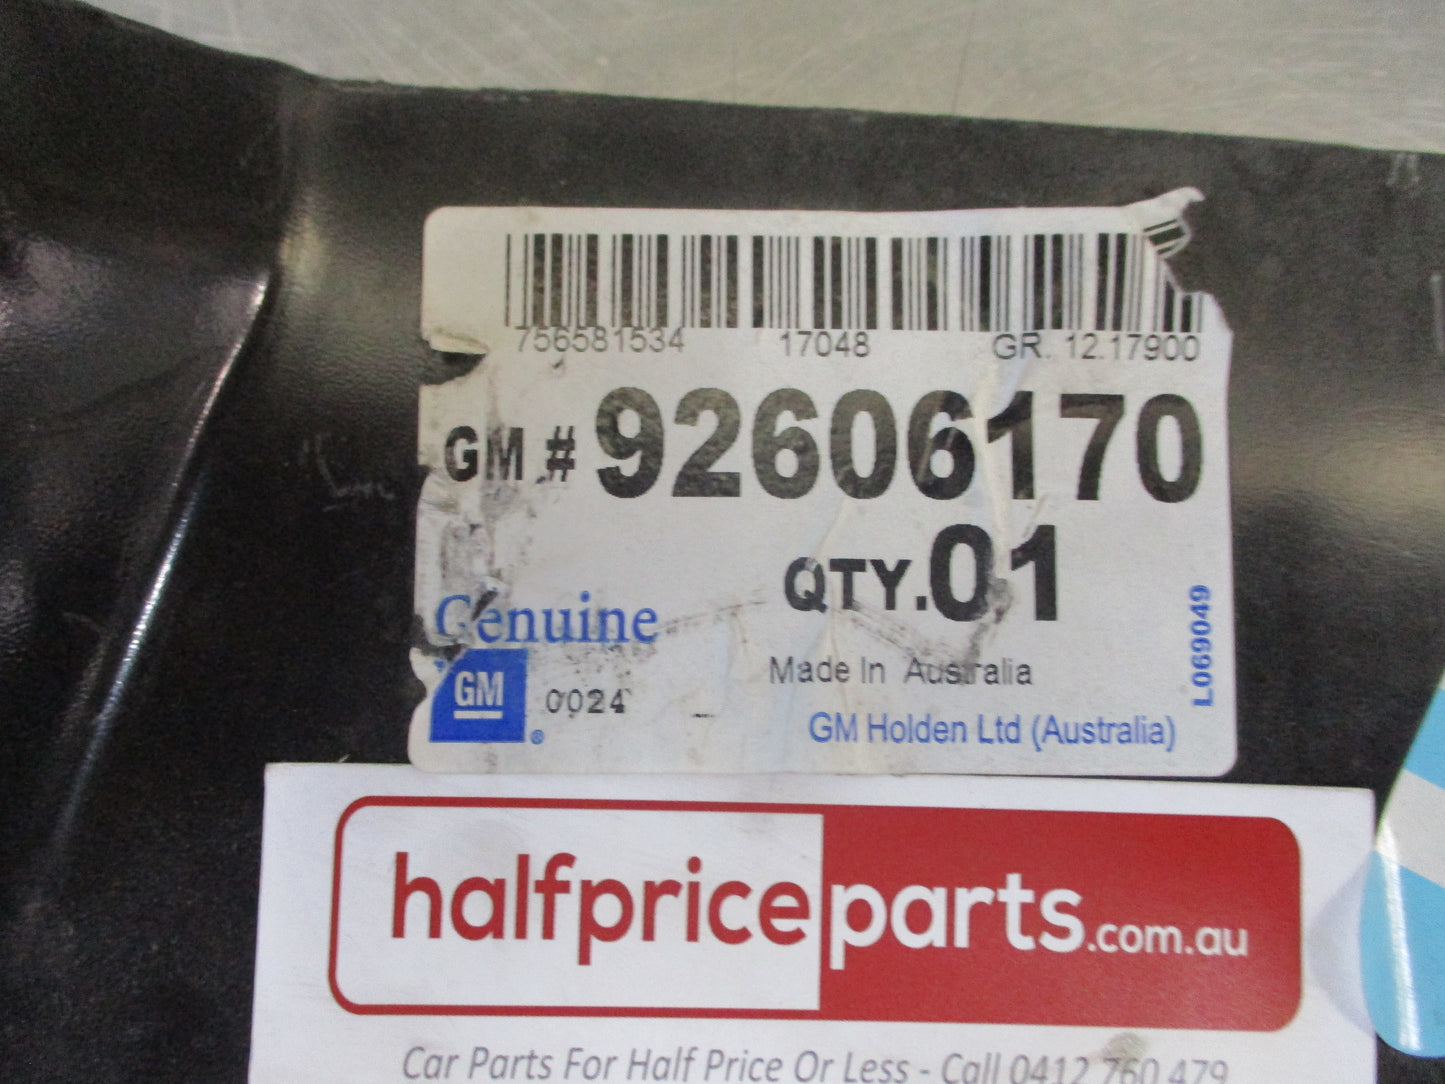 756581534 17048 GR. 12.17900
GM # 92606170
QTY. 01
Genuine
GM 0024
Made In Australia
GM Holden Ltd (Australia)
L069049
halfpriceparts.com.au
Car Parts For Half Price Or Less - Call 0412 760 479